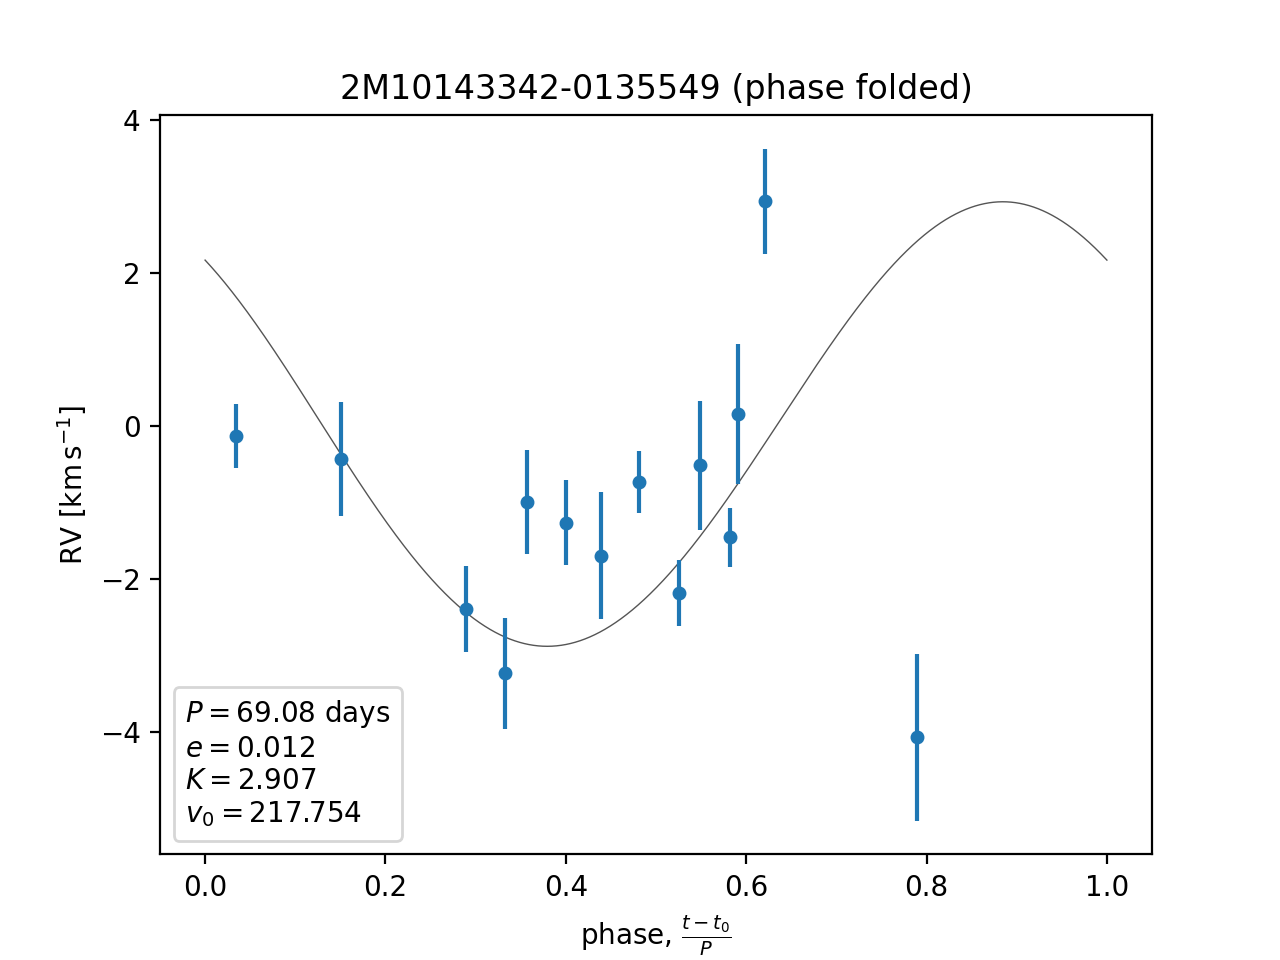 2M10143342-0135549 (phase folded)
4
2
0
−2
−4
RV [km s⁻¹]
P = 69.08 days
e = 0.012
K = 2.907
v₀ = 217.754
0.0 0.2 0.4 0.6 0.8 1.0
phase, (t − t₀)/P